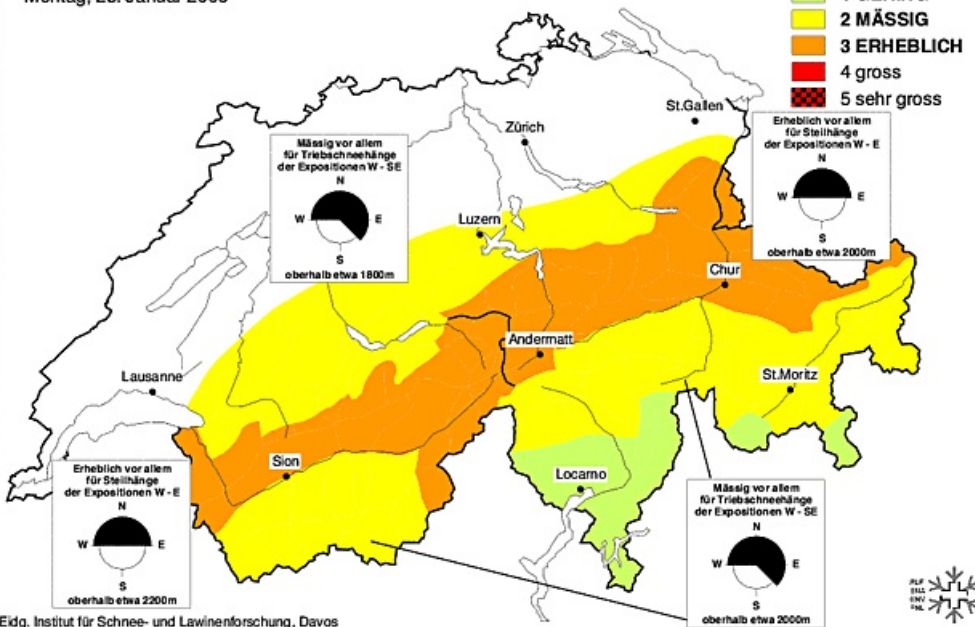 2 MÄSSIG
3 ERHEBLICH
4 gross
5 sehr gross
St.Gallen
Zürich
Erheblich vor allem
für Steilhänge
der Expositionen W - E
N
W E
S
oberhalb etwa 2000m
Mässig vor allem
für Triebschneehänge
der Expositionen W - SE
N
W E
S
oberhalb etwa 1800m
Luzern
Chur
Andermatt
Lausanne
St.Moritz
Sion
Locarno
Erheblich vor allem
für Steilhänge
der Expositionen W - E
N
W E
S
oberhalb etwa 2200m
Mässig vor allem
für Triebschneehänge
der Expositionen W - SE
N
W E
S
oberhalb etwa 2000m
Eidg. Institut für Schnee- und Lawinenforschung, Davos